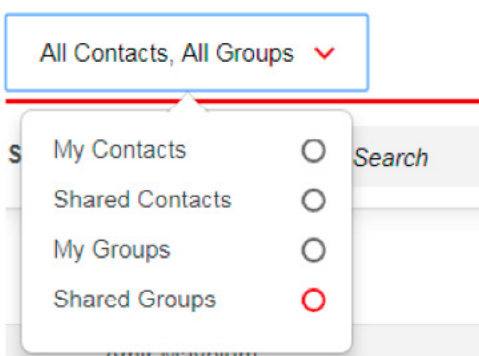 All Contacts, All Groups
My Contacts
S
Search
Shared Contacts
My Groups
Shared Groups